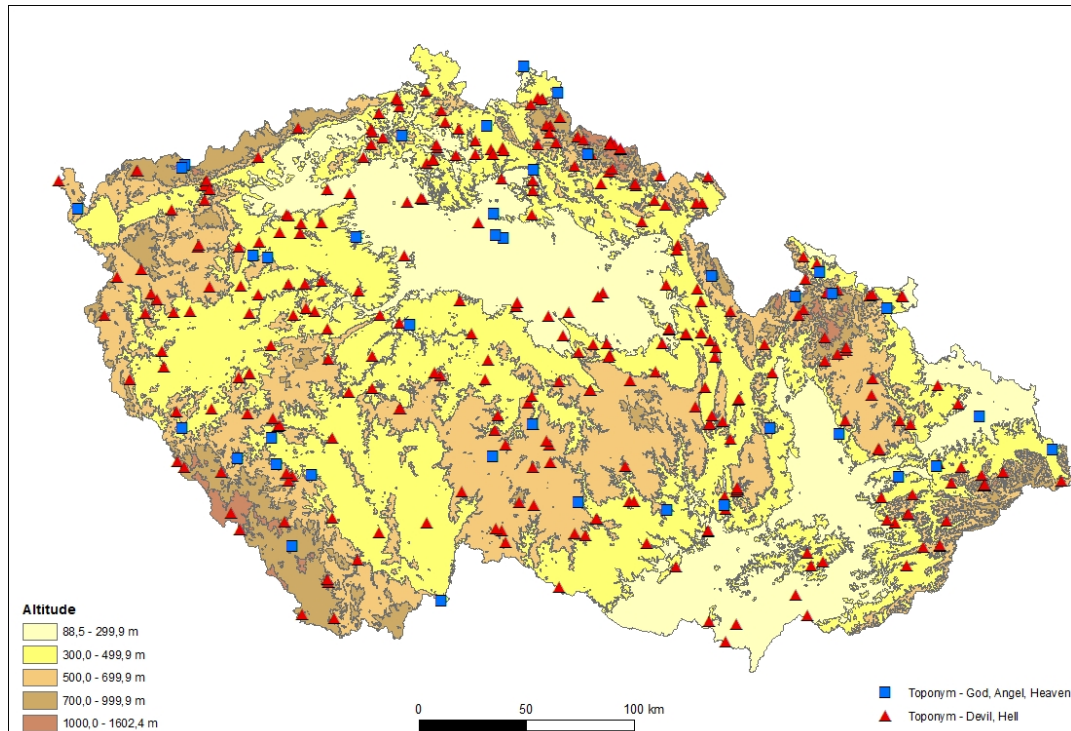 Altitude
88,5 - 299,9 m
300,0 - 499,9 m
500,0 - 699,9 m
700,0 - 999,9 m
1000,0 - 1602,4 m
0 50 100 km
Toponym - God, Angel, Heaven
Toponym - Devil, Hell